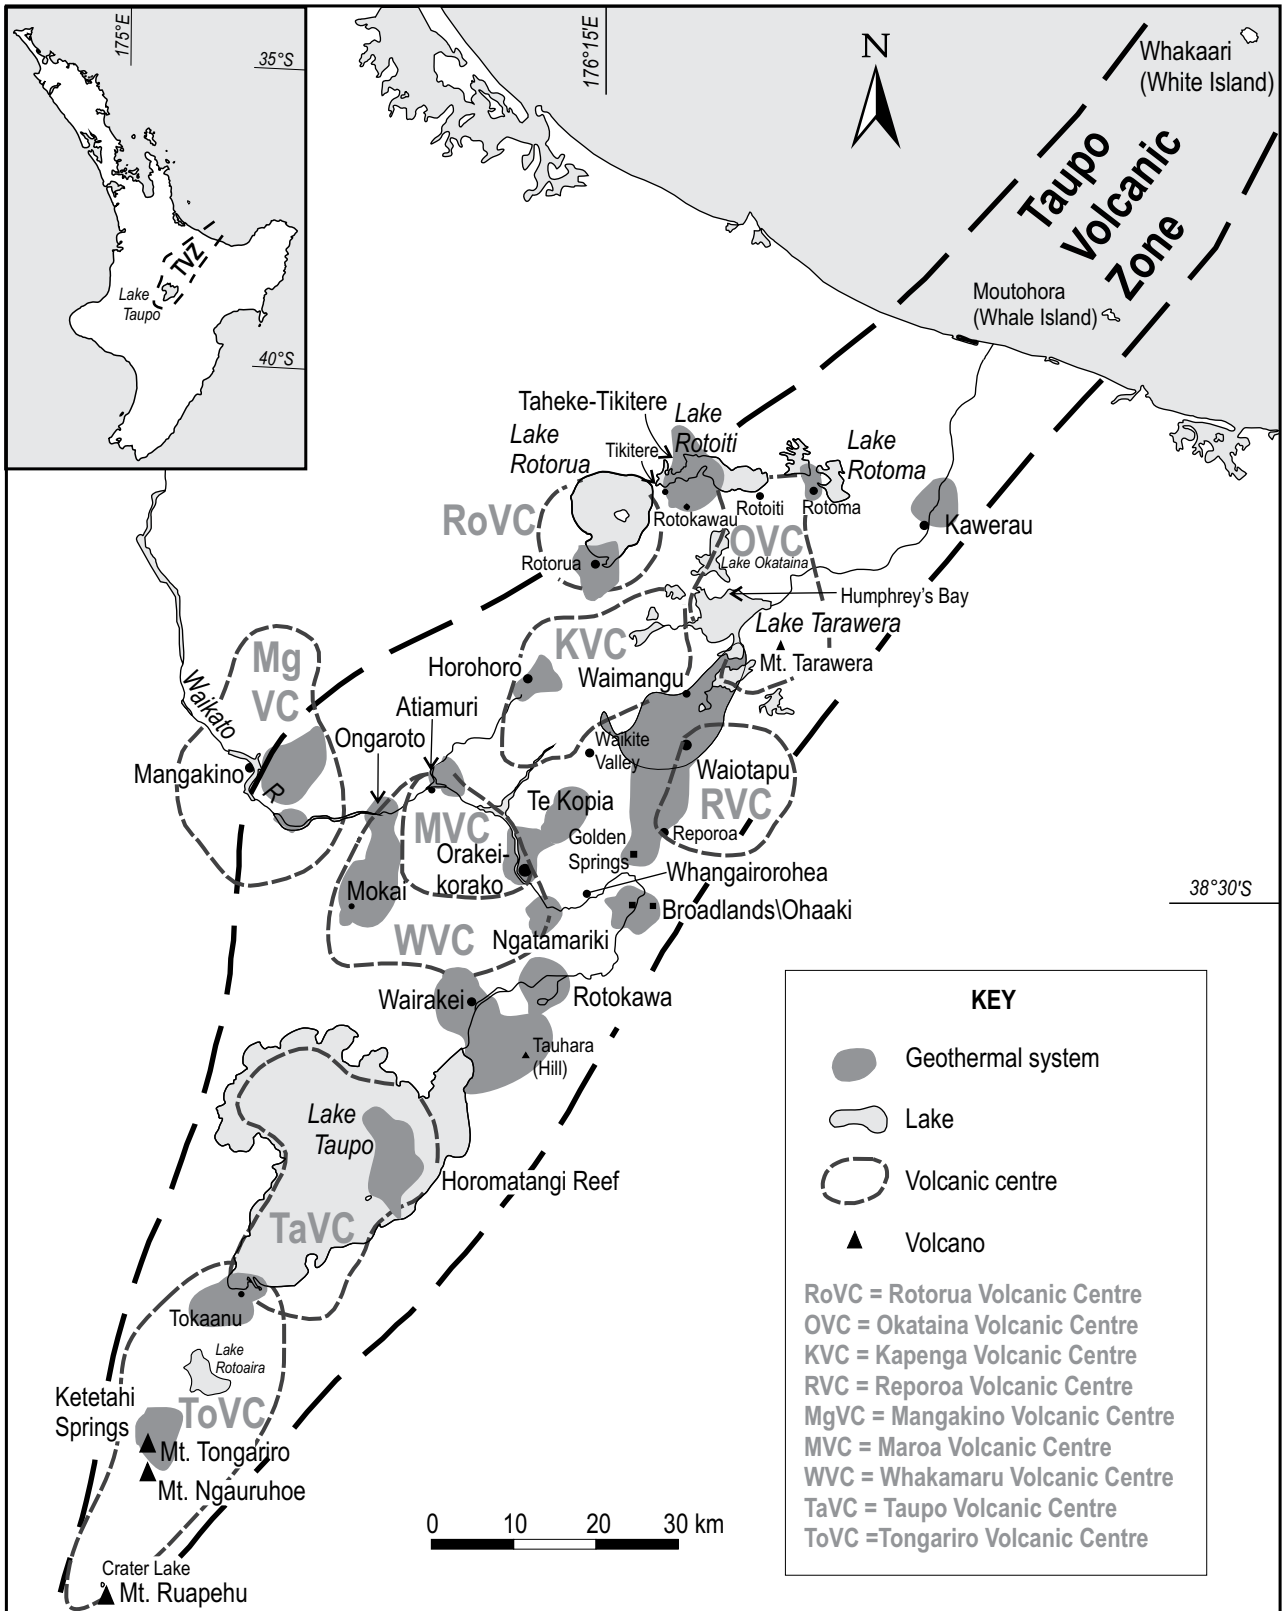 175°E
35°S
TVZ
Lake
Taupo
40°S
176°15'E
N
Whakaari
(White Island)
Taupo
Volcanic
Zone
Moutohora
(Whale Island)
Taheke-Tikitere
Lake
Rotoiti
Lake
Rotorua
Tikitere
Lake
Rotoma
RoVC
Rotokawau
Rotoiti
Rotoma
Kawerau
OVC
Lake Okataina
Rotorua
Humphrey's Bay
Lake Tarawera
Mt. Tarawera
KVC
Mg
VC
Horohoro
Waimangu
Waikato
R
Atiamuri
Ongaroto
Waikite
Valley
Mangakino
Waiotapu
RVC
Te Kopia
MVC
Golden
Springs
Reporoa
Orakei-
korako
Whangairorohea
Mokai
38°30'S
Broadlands\Ohaaki
WVC
Ngatamariki
Wairakei
Rotokawa
Tauhara
(Hill)
Lake
Taupo
Horomatangi Reef
TaVC
Tokaanu
Lake
Rotoaira
Ketetahi
Springs
ToVC
Mt. Tongariro
Mt. Ngauruhoe
Crater Lake
Mt. Ruapehu
0 10 20 30 km
KEY
Geothermal system
Lake
Volcanic centre
Volcano
RoVC = Rotorua Volcanic Centre
OVC = Okataina Volcanic Centre
KVC = Kapenga Volcanic Centre
RVC = Reporoa Volcanic Centre
MgVC = Mangakino Volcanic Centre
MVC = Maroa Volcanic Centre
WVC = Whakamaru Volcanic Centre
TaVC = Taupo Volcanic Centre
ToVC =Tongariro Volcanic Centre